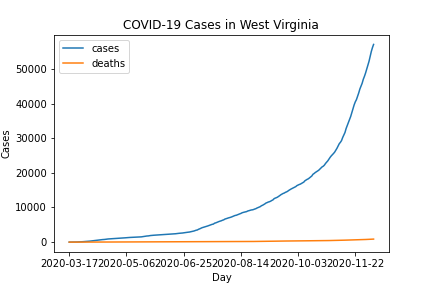 COVID-19 Cases in West Virginia
cases
deaths
50000
40000
30000
20000
10000
0
Cases
2020-03-17 2020-05-06 2020-06-25 2020-08-14 2020-10-03 2020-11-22
Day